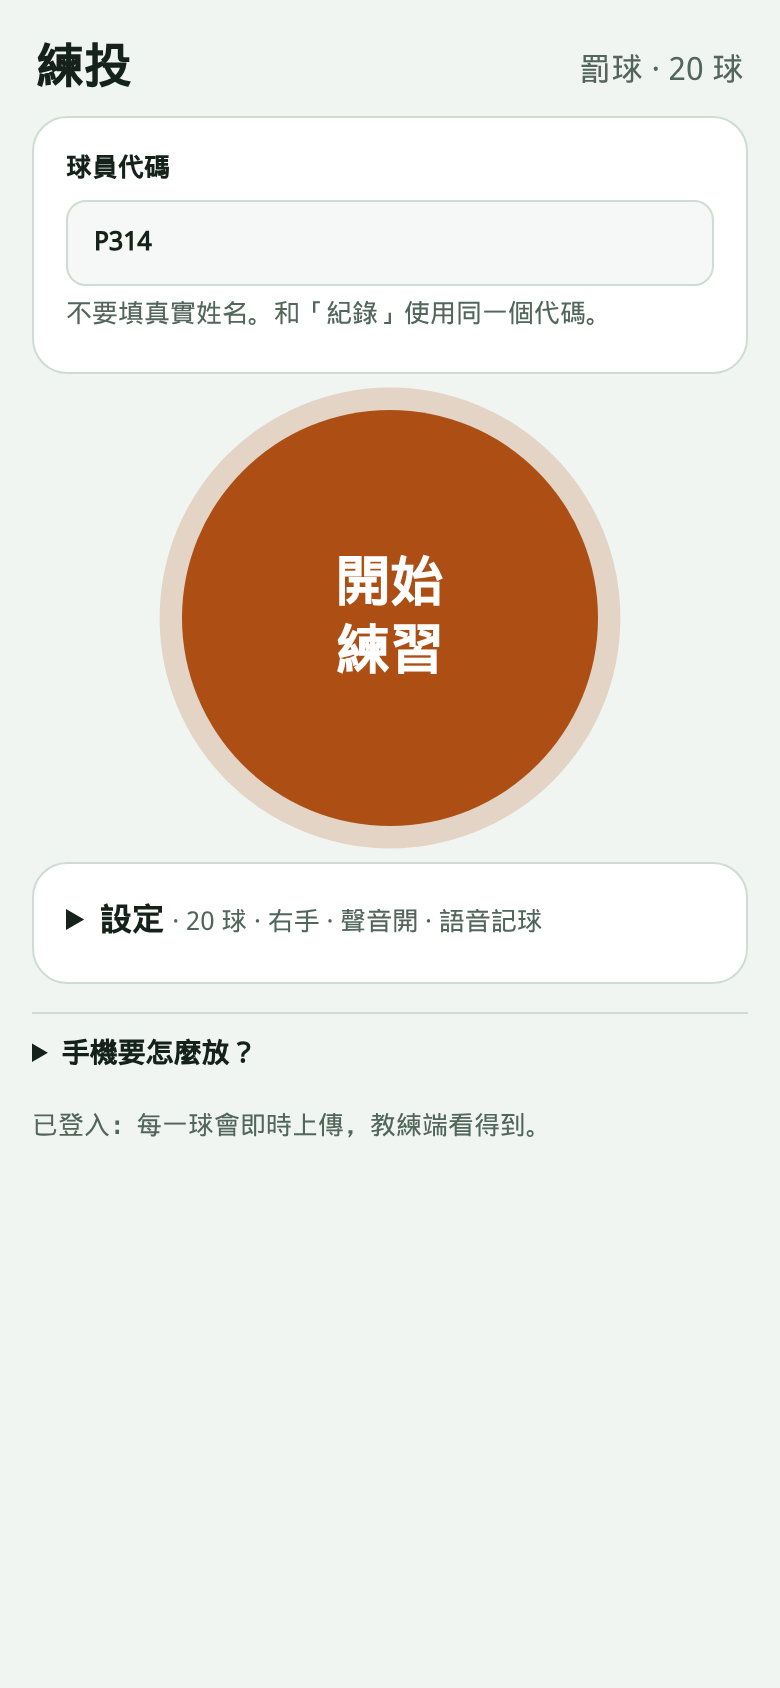 練投
罰球 · 20 球
球員代碼
P314
不要填真實姓名。和「紀錄」使用同一個代碼。
開始
練習
▶ 設定 · 20 球 · 右手 · 聲音開 · 語音記球
▶ 手機要怎麼放？
已登入：每一球會即時上傳，教練端看得到。